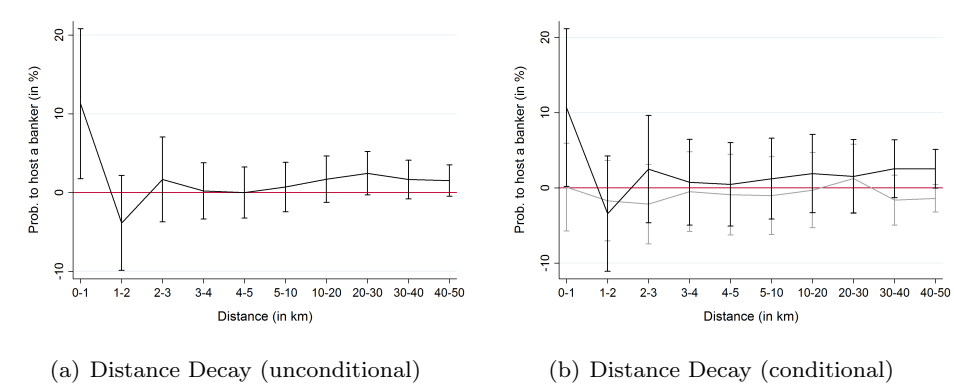 Prob. to host a banker (in %)
20
10
0
-10
0-1 1-2 2-3 3-4 4-5 5-10 10-20 20-30 30-40 40-50
Distance (in km)
(a) Distance Decay (unconditional)
Prob. to host a banker (in %)
20
10
0
-10
0-1 1-2 2-3 3-4 4-5 5-10 10-20 20-30 30-40 40-50
Distance (in km)
(b) Distance Decay (conditional)